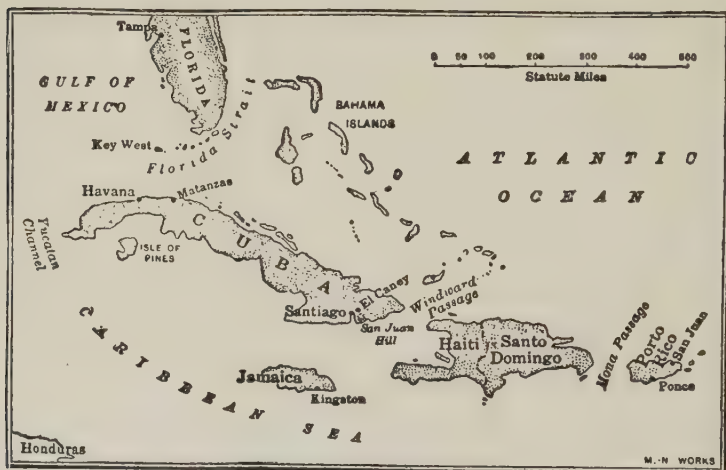 Tampa
FLORIDA
GULF OF
MEXICO
0 50 100 200 300 400 500
Statute Miles
BAHAMA
ISLANDS
Key West
Florida Strait
ATLANTIC
OCEAN
Havana
Matanzas
Yucatan
Channel
CUBA
ISLE OF
PINES
El Caney
Santiago
San Juan
Hill
Windward
Passage
Haiti
Santo
Domingo
Mona Passage
Porto
Rico
San Juan
Ponce
Jamaica
Kingston
CARIBBEAN SEA
Honduras
M.-N WORKS